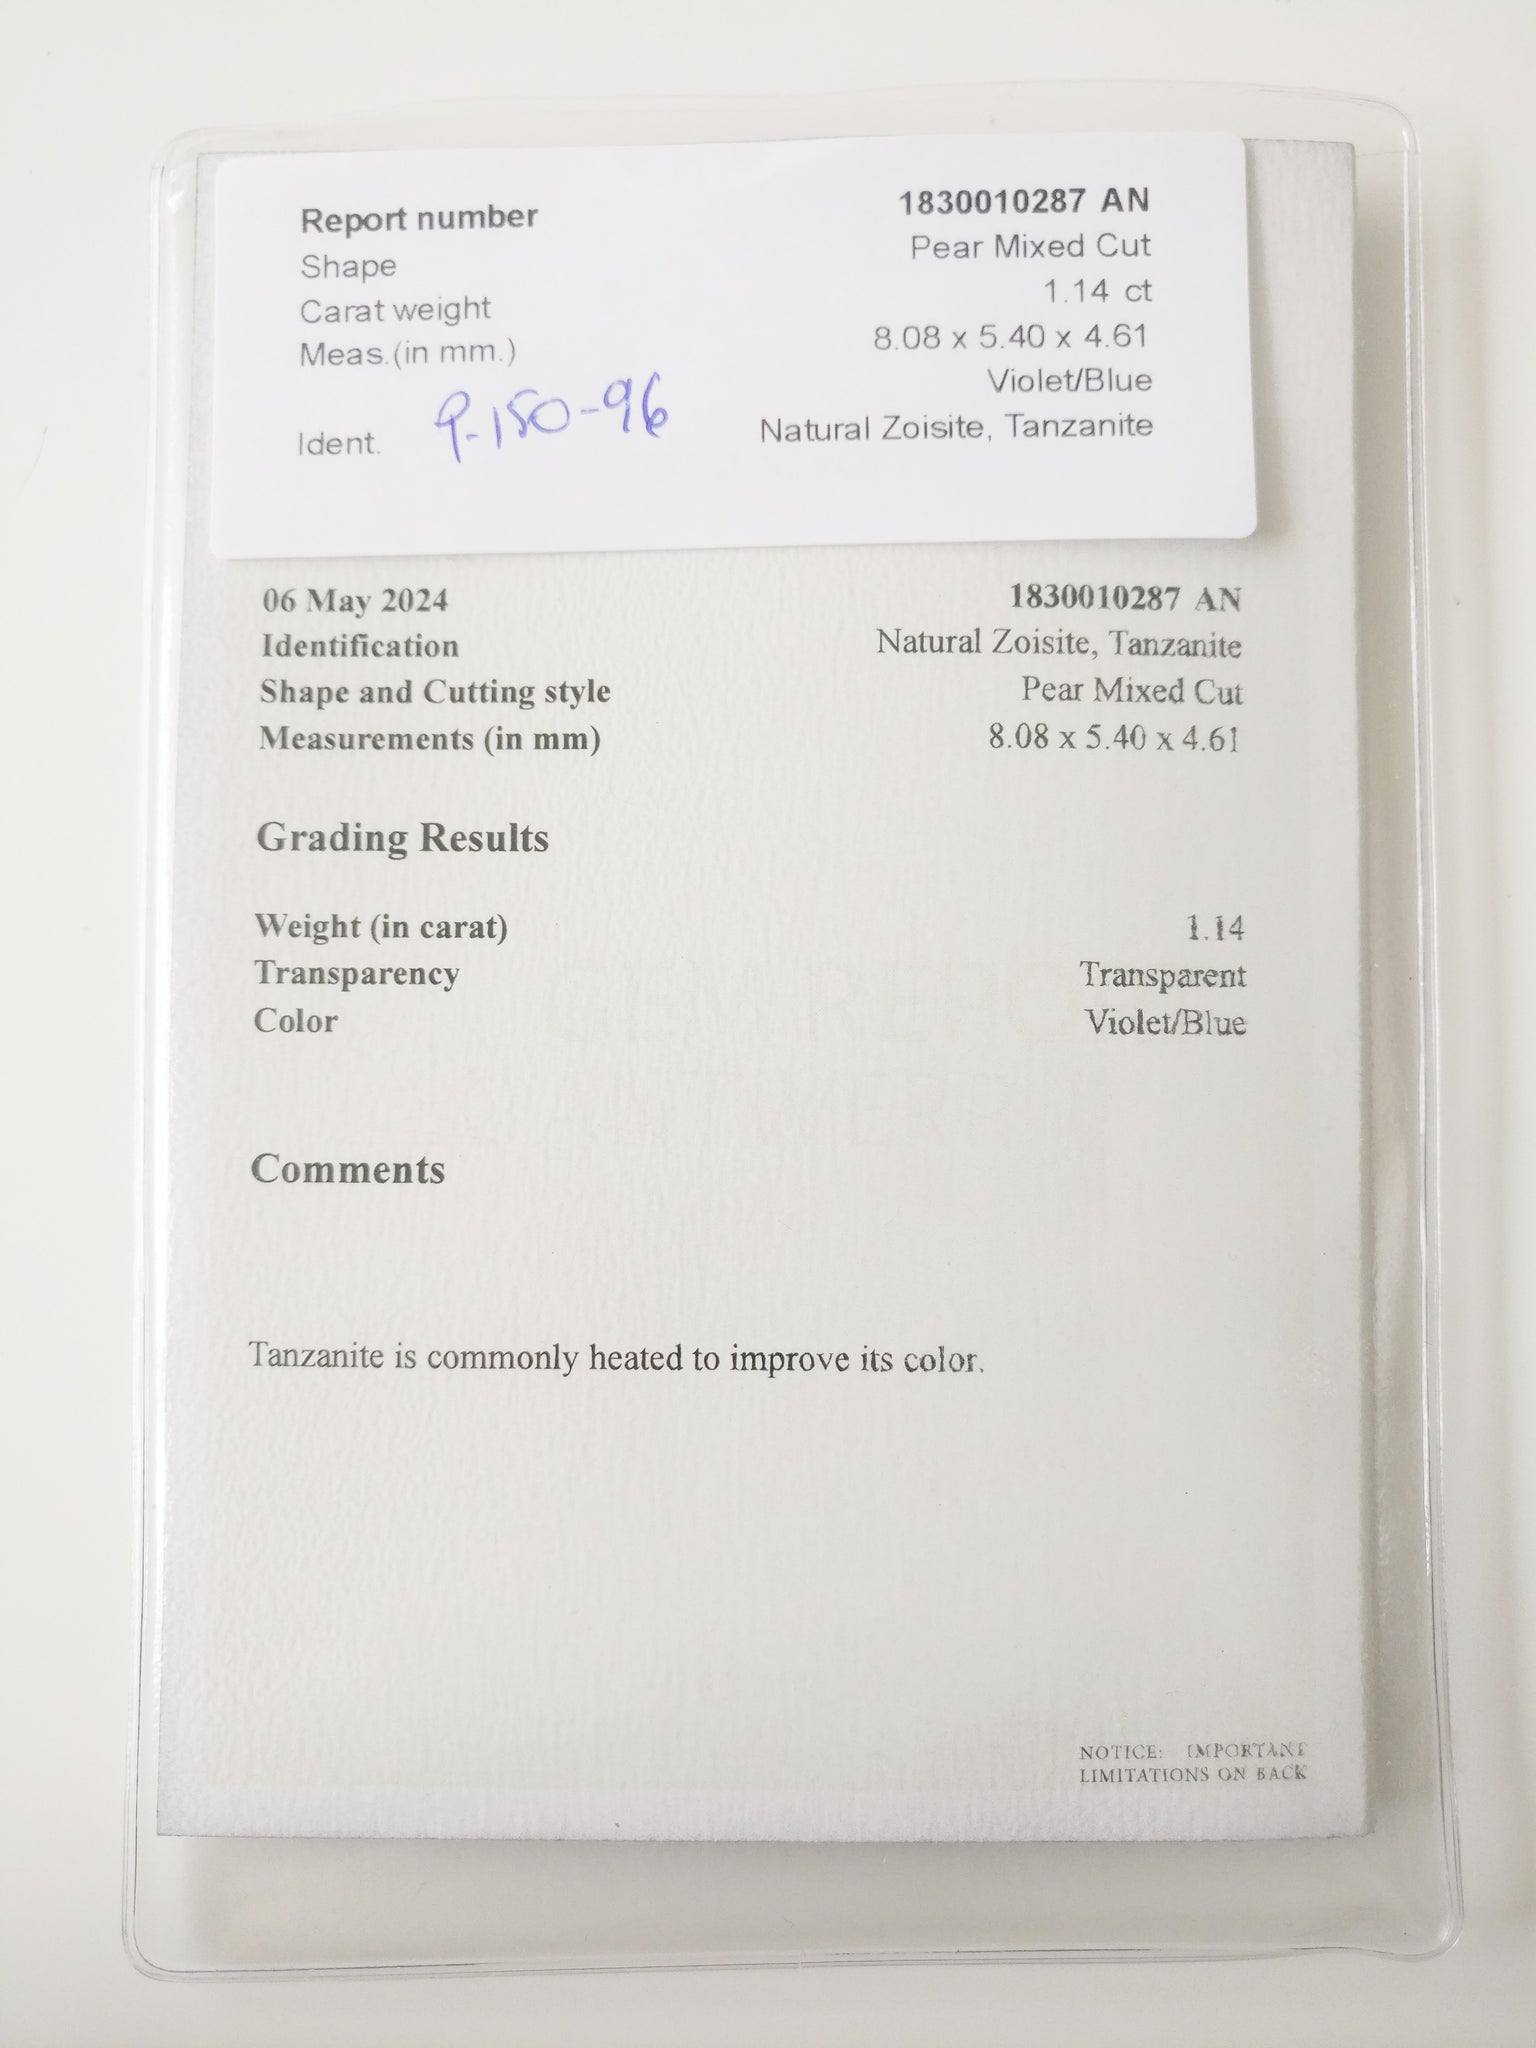 Report number 1830010287 AN
Shape Pear Mixed Cut
Carat weight 1.14 ct
Meas.(in mm.) 8.08 x 5.40 x 4.61
Violet/Blue
Ident. Natural Zoisite, Tanzanite
06 May 2024 1830010287 AN
Identification Natural Zoisite, Tanzanite
Shape and Cutting style Pear Mixed Cut
Measurements (in mm) 8.08 x 5.40 x 4.61
Grading Results
Weight (in carat) 1.14
Transparency Transparent
Color Violet/Blue
Comments
Tanzanite is commonly heated to improve its color.
NOTICE: IMPORTANT
LIMITATIONS ON BACK